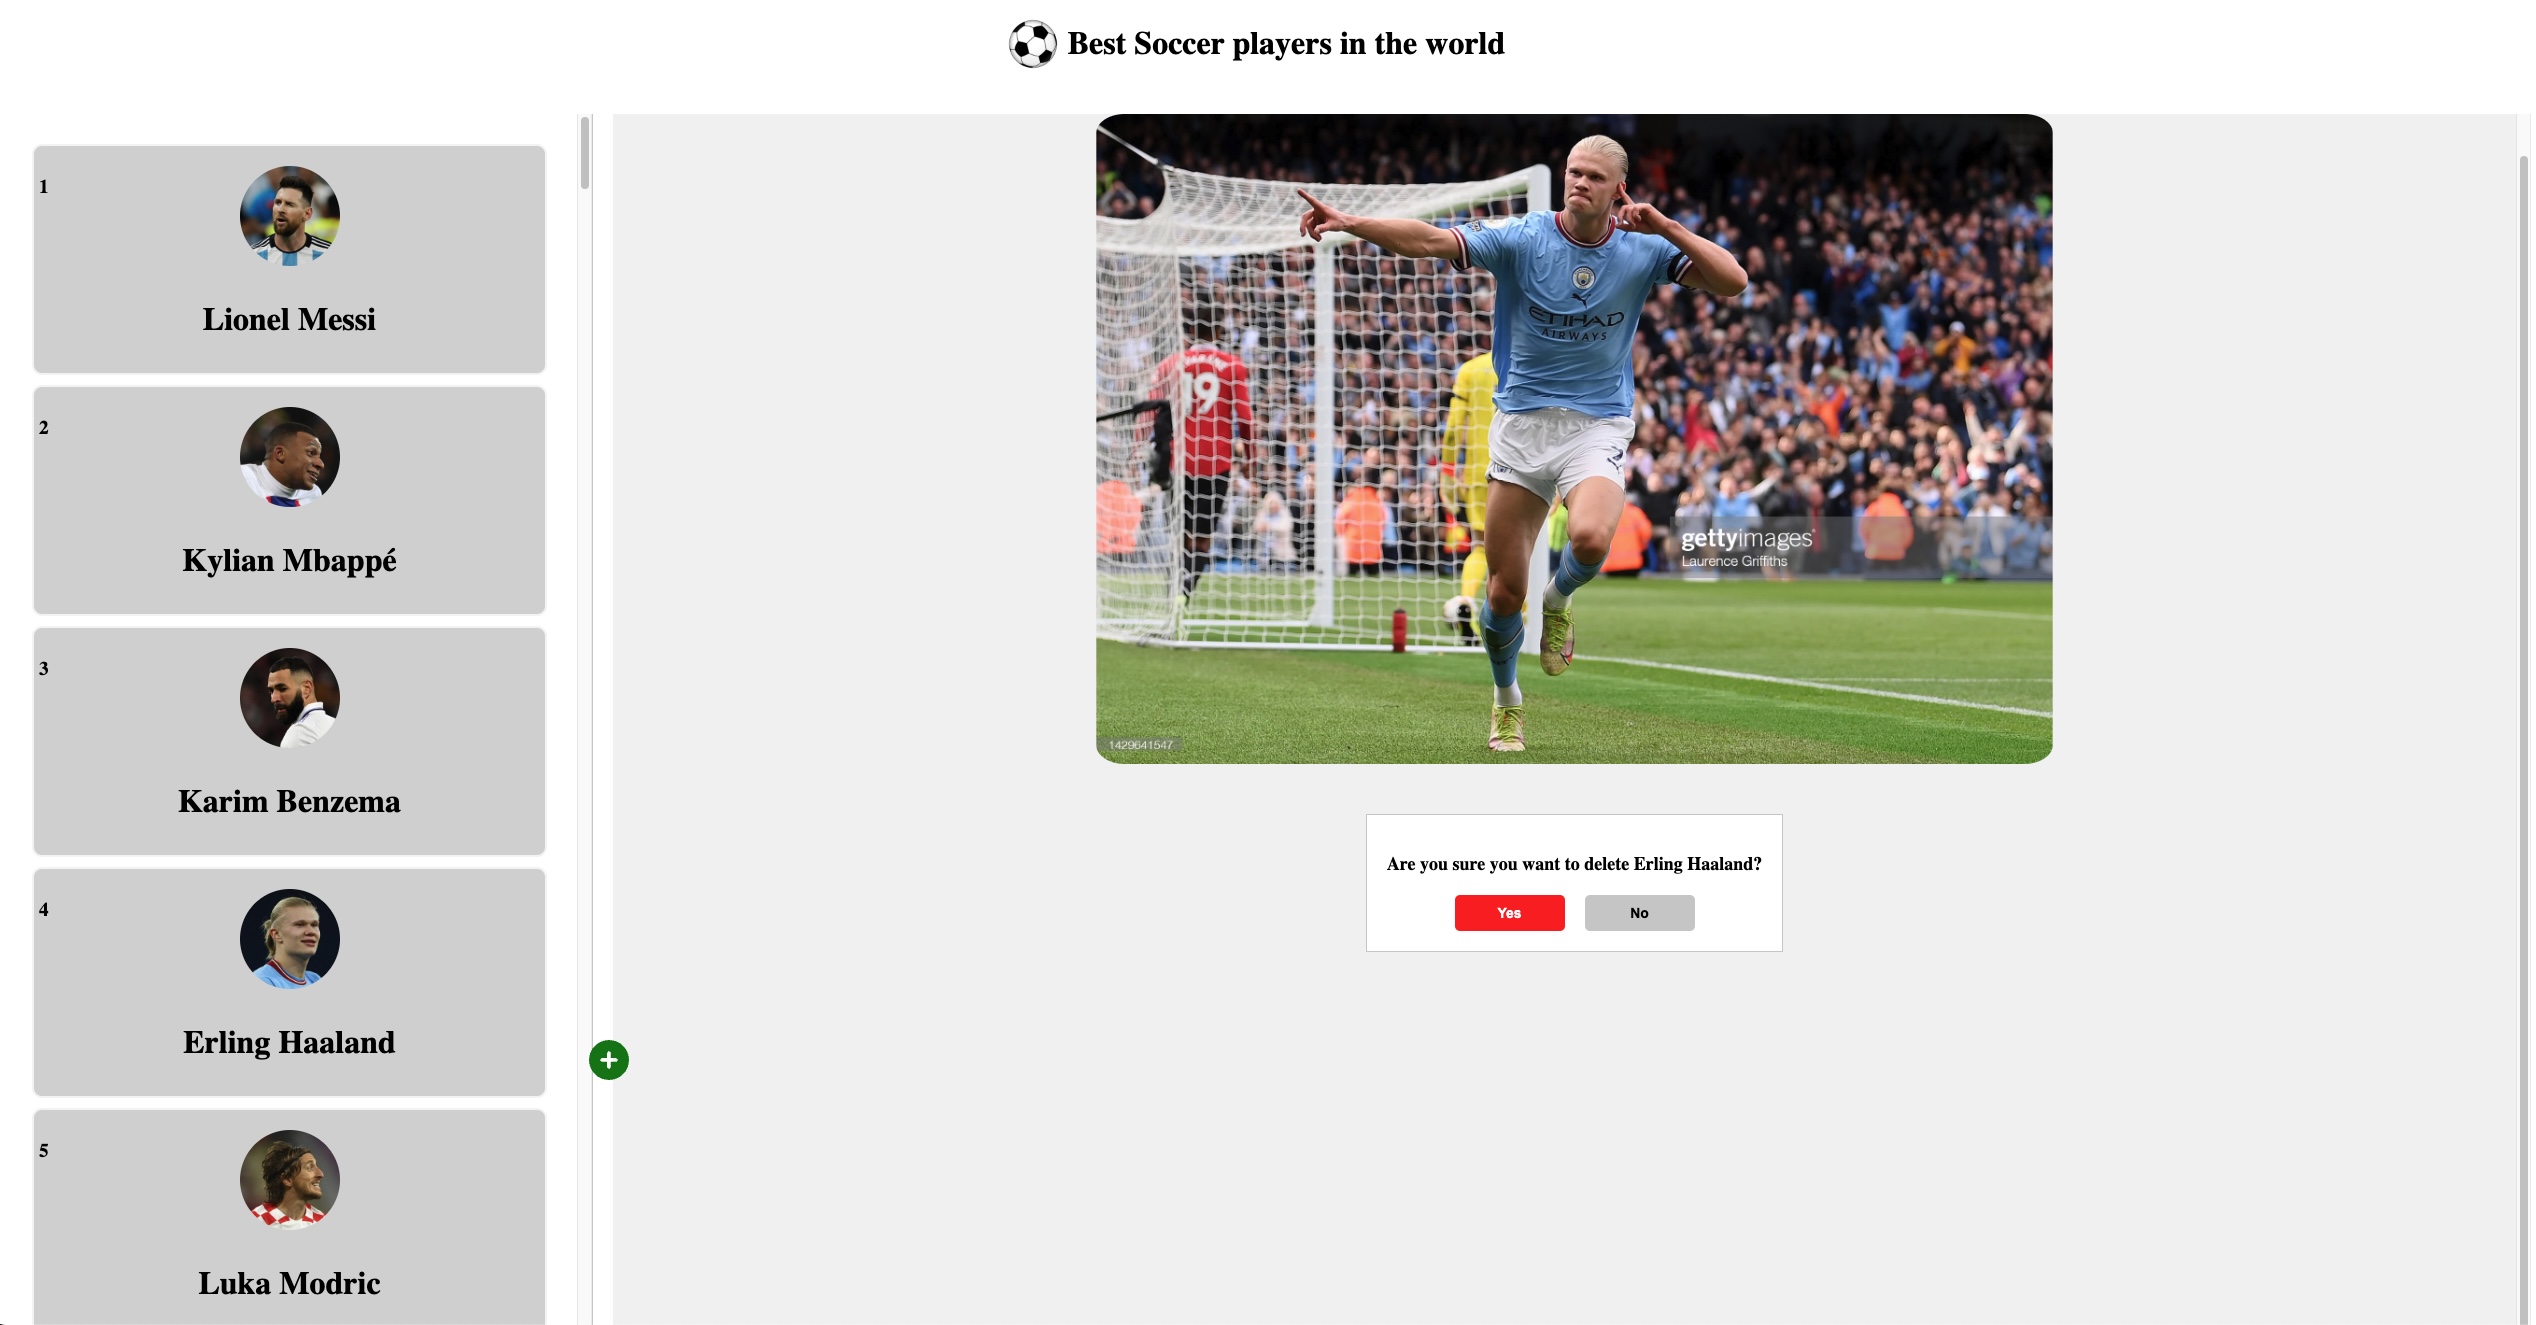 Best Soccer players in the world
1
Lionel Messi
2
Kylian Mbappé
3
Karim Benzema
4
Erling Haaland
5
Luka Modric
19
ETIHAD
AIRWAYS
gettyimages
Laurence Griffiths
1429641547
Are you sure you want to delete Erling Haaland?
Yes
No